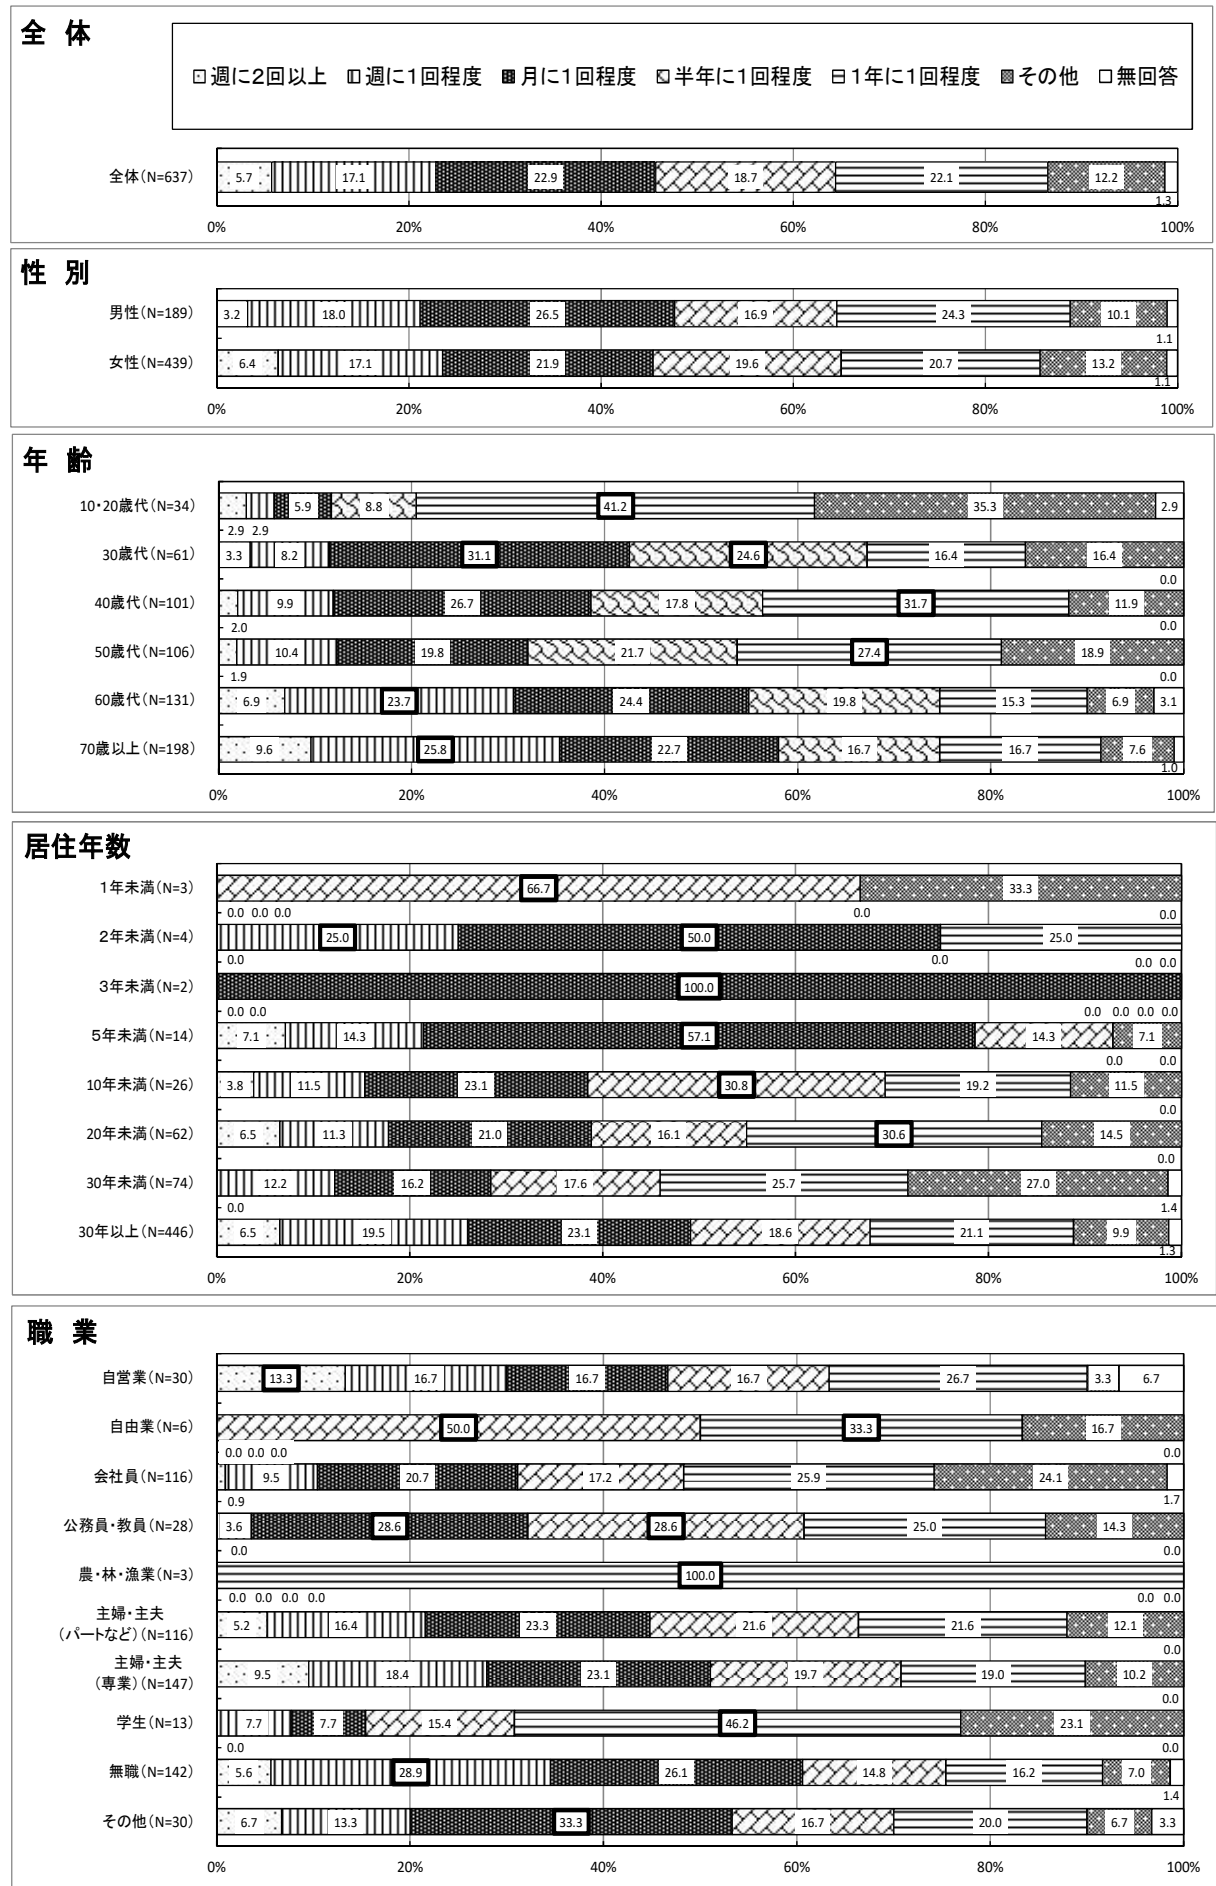 全 体
週に2回以上 週に1回程度 月に1回程度 半年に1回程度 1年に1回程度 その他 無回答
全体(N=637) 5.7 17.1 22.9 18.7 22.1 12.2
1.3
0% 20% 40% 60% 80% 100%
性 別
男性(N=189) 3.2 18.0 26.5 16.9 24.3 10.1
1.1
女性(N=439) 6.4 17.1 21.9 19.6 20.7 13.2
1.1
0% 20% 40% 60% 80% 100%
年 齢
10・20歳代(N=34) 5.9 8.8 41.2 35.3 2.9
2.9 2.9
30歳代(N=61) 3.3 8.2 31.1 24.6 16.4 16.4
0.0
40歳代(N=101) 9.9 26.7 17.8 31.7 11.9
2.0 0.0
50歳代(N=106) 10.4 19.8 21.7 27.4 18.9
1.9 0.0
60歳代(N=131) 6.9 23.7 24.4 19.8 15.3 6.9 3.1
70歳以上(N=198) 9.6 25.8 22.7 16.7 16.7 7.6
1.0
0% 20% 40% 60% 80% 100%
居住年数
1年未満(N=3) 66.7 33.3
0.0 0.0 0.0 0.0 0.0
2年未満(N=4) 25.0 50.0 25.0
0.0 0.0 0.0 0.0
3年未満(N=2) 100.0
0.0 0.0 0.0 0.0 0.0 0.0
5年未満(N=14) 7.1 14.3 57.1 14.3 7.1
0.0 0.0
10年未満(N=26) 3.8 11.5 23.1 30.8 19.2 11.5
0.0
20年未満(N=62) 6.5 11.3 21.0 16.1 30.6 14.5
0.0
30年未満(N=74) 12.2 16.2 17.6 25.7 27.0
0.0 1.4
30年以上(N=446) 6.5 19.5 23.1 18.6 21.1 9.9
1.3
0% 20% 40% 60% 80% 100%
職 業
自営業(N=30) 13.3 16.7 16.7 16.7 26.7 3.3 6.7
自由業(N=6) 50.0 33.3 16.7
0.0 0.0 0.0 0.0
会社員(N=116) 9.5 20.7 17.2 25.9 24.1
0.9 1.7
公務員・教員(N=28) 3.6 28.6 28.6 25.0 14.3
0.0 0.0
農・林・漁業(N=3) 100.0
0.0 0.0 0.0 0.0 0.0 0.0
主婦・主夫
(パートなど)(N=116) 5.2 16.4 23.3 21.6 21.6 12.1
0.0
主婦・主夫
(専業)(N=147) 9.5 18.4 23.1 19.7 19.0 10.2
0.0
学生(N=13) 7.7 7.7 15.4 46.2 23.1
0.0 0.0
無職(N=142) 5.6 28.9 26.1 14.8 16.2 7.0
1.4
その他(N=30) 6.7 13.3 33.3 16.7 20.0 6.7 3.3
0% 20% 40% 60% 80% 100%